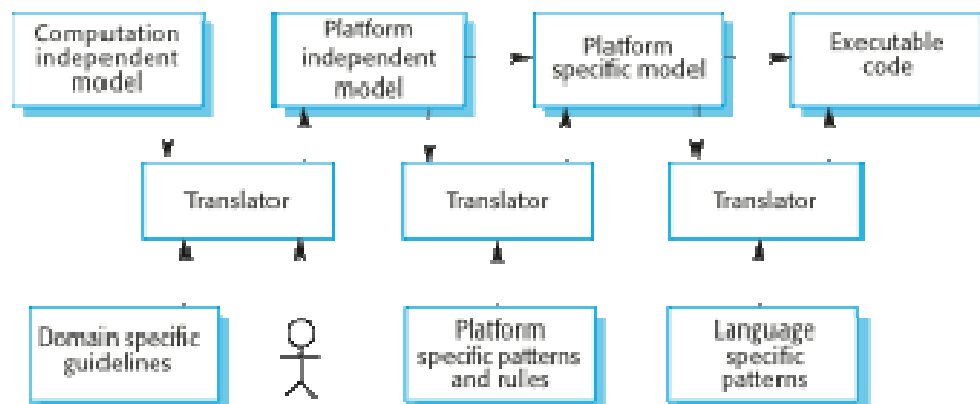 Computation
independent
model
Platform
independent
model
Platform
specific model
Executable
code
Translator
Translator
Translator
Domain specific
guidelines
Platform
specific patterns
and rules
Language
specific
patterns